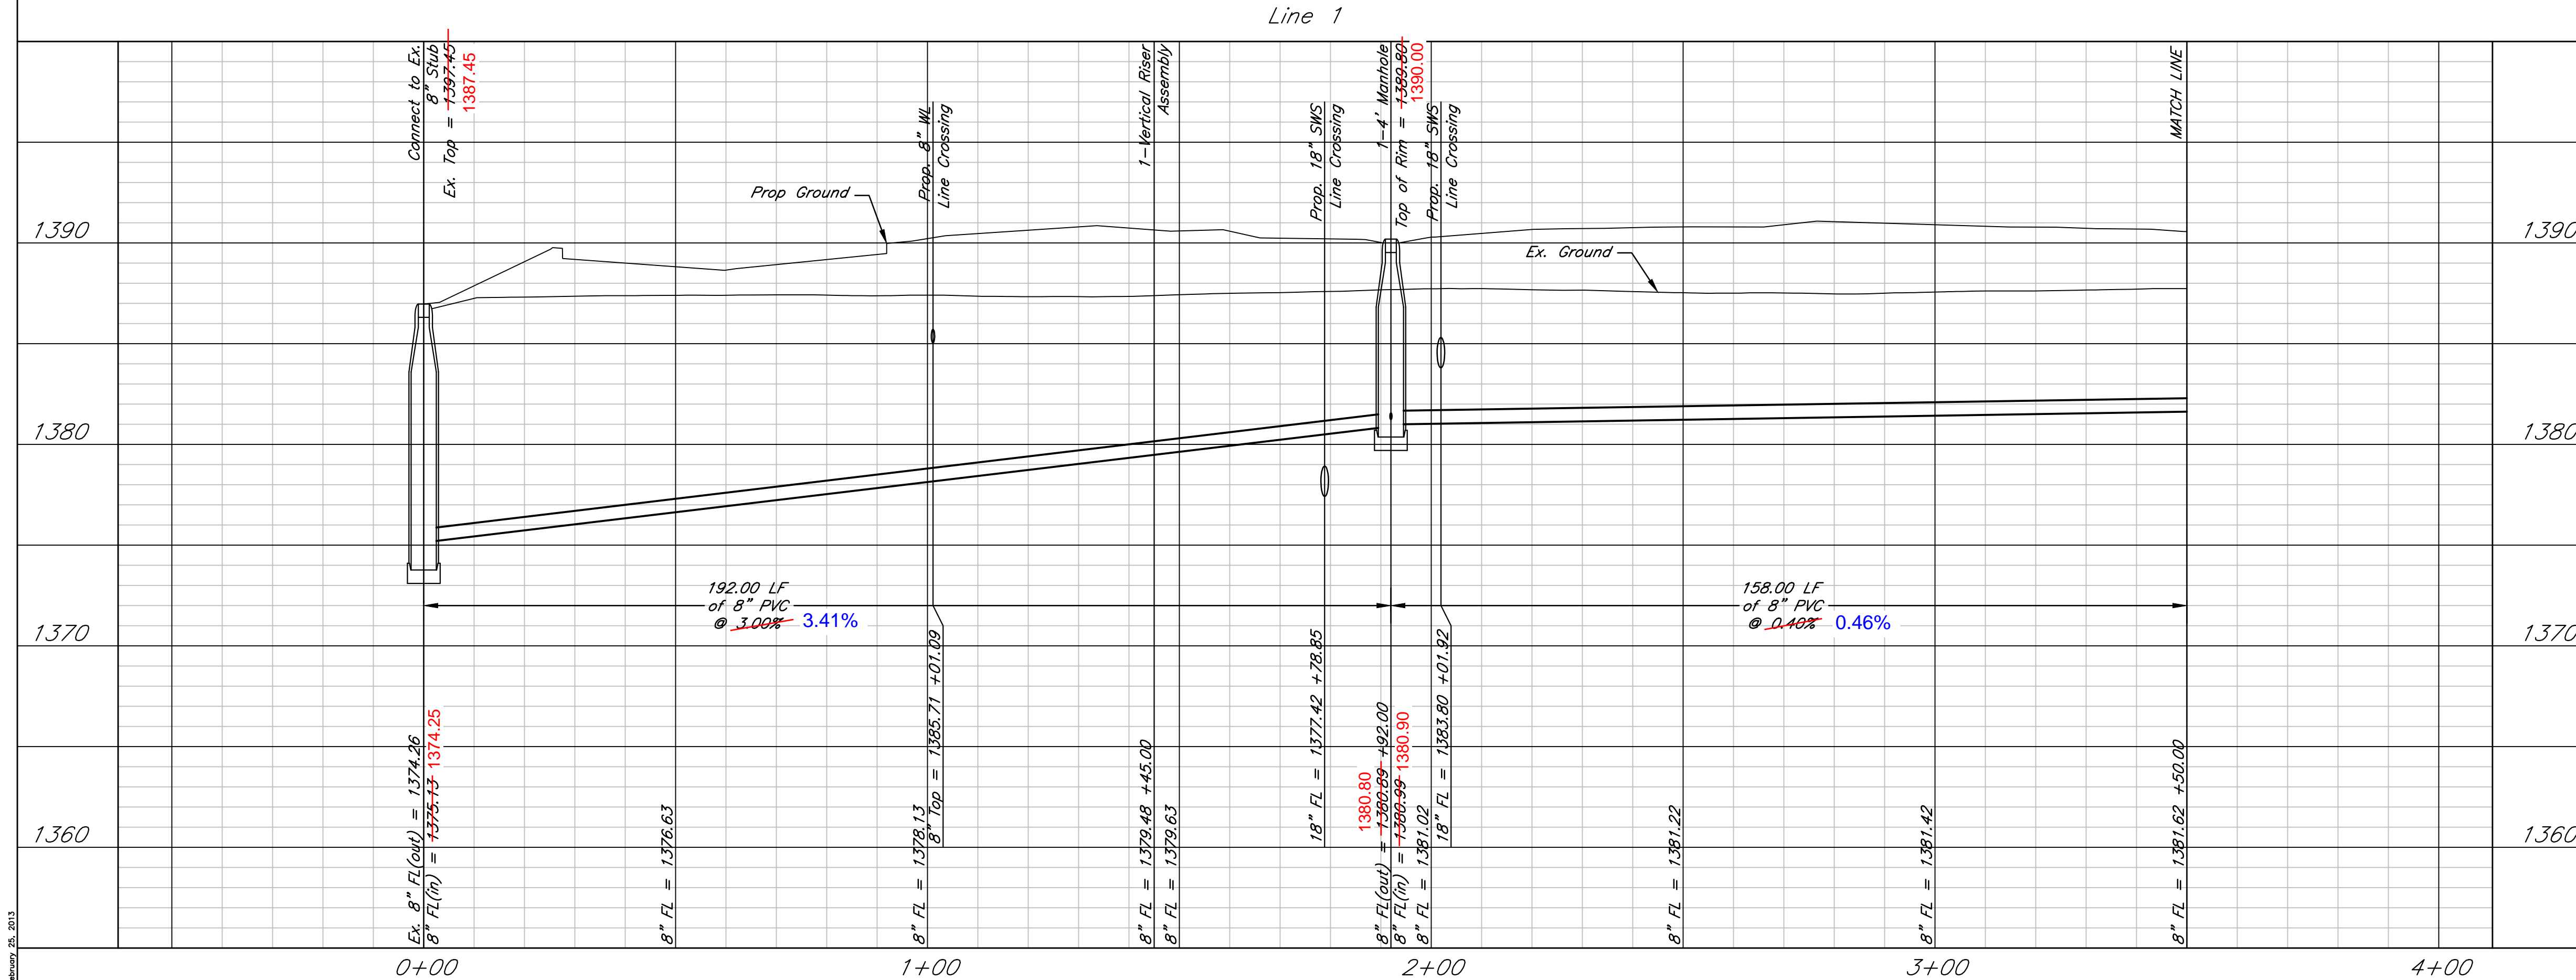 Line 1
Connect to Ex.
8" Stub
Ex. Top = 1397.45
1387.45
Prop. 8" WL
Line Crossing
1-Vertical Riser
Assembly
Prop. 18" SWS
Line Crossing
1-4' Manhole
Top of Rim = 1389.80
1390.00
Prop. 18" SWS
Line Crossing
MATCH LINE
Prop Ground
Ex. Ground
1390
1390
1380
1380
1370
1370
1360
1360
192.00 LF
of 8" PVC
@ 3.00% 3.41%
158.00 LF
of 8" PVC
@ 0.40% 0.46%
Ex. 8" FL(out) = 1374.26
8" FL(in) = 1375.13 1374.25
8" FL = 1376.63
8" FL = 1378.13
8" Top = 1385.71 +01.09
8" FL = 1379.48 +45.00
8" FL = 1379.63
18" FL = 1377.42 +78.85
1380.80
8" FL(out) = 1380.89 +92.00
8" FL(in) = 1380.99 1380.90
8" FL = 1381.02
18" FL = 1383.80 +01.92
8" FL = 1381.22
8" FL = 1381.42
8" FL = 1381.62 +50.00
0+00
1+00
2+00
3+00
4+00
ebruary 25, 2013